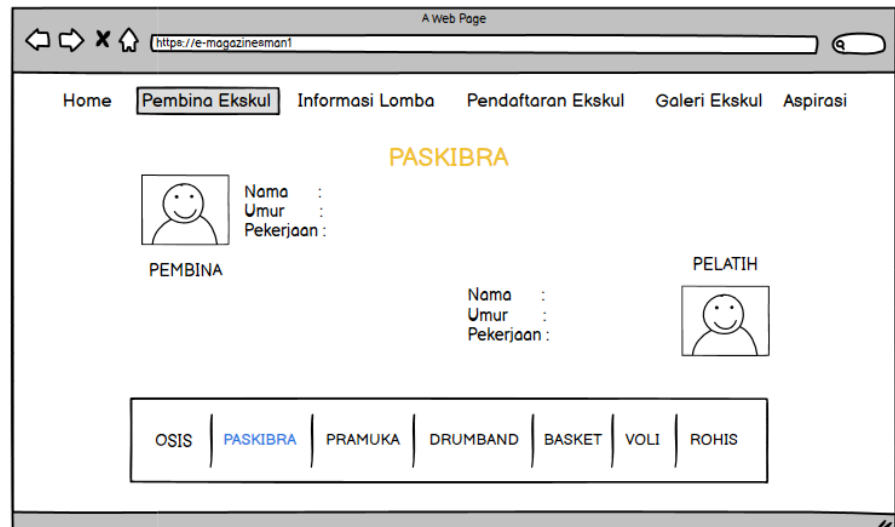 A Web Page
https://e-magazinesman1
Home Pembina Ekskul Informasi Lomba Pendaftaran Ekskul Galeri Ekskul Aspirasi
PASKIBRA
Nama :
Umur :
Pekerjaan :
PEMBINA
PELATIH
Nama :
Umur :
Pekerjaan :
OSIS PASKIBRA PRAMUKA DRUMBAND BASKET VOLI ROHIS